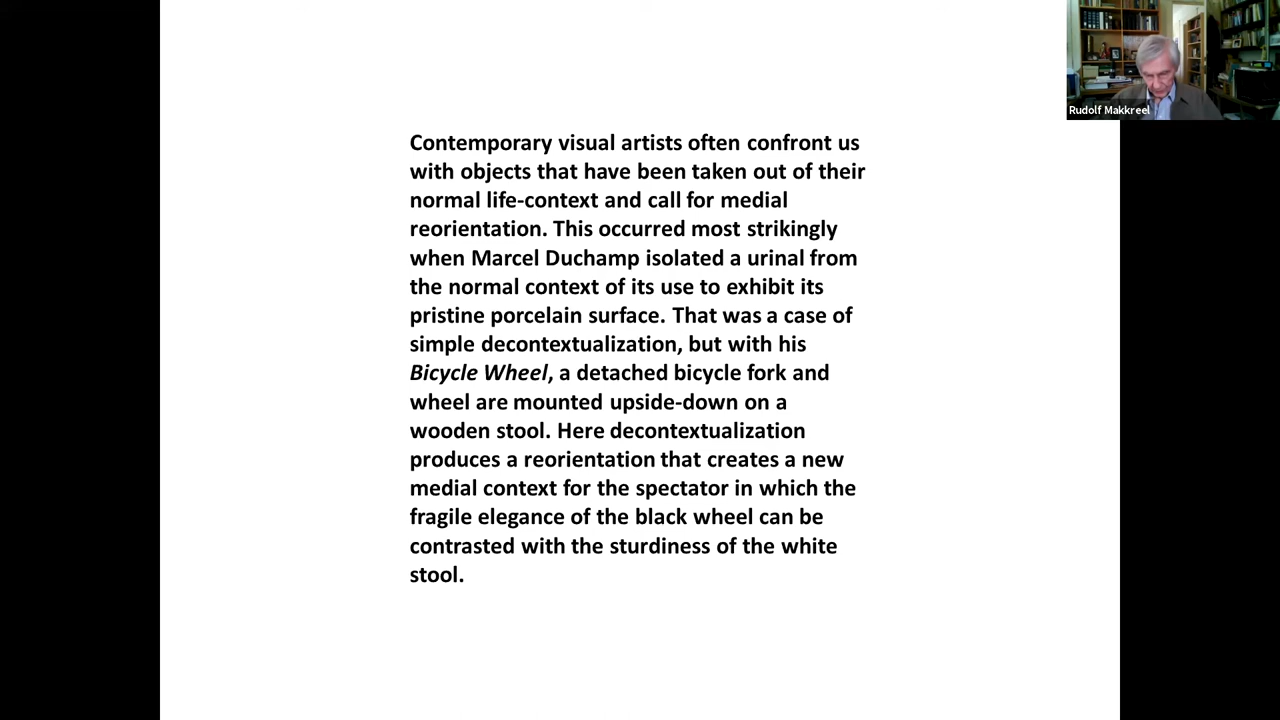 Rudolf Makkreel
Contemporary visual artists often confront us
with objects that have been taken out of their
normal life-context and call for medial
reorientation. This occurred most strikingly
when Marcel Duchamp isolated a urinal from
the normal context of its use to exhibit its
pristine porcelain surface. That was a case of
simple decontextualization, but with his
Bicycle Wheel, a detached bicycle fork and
wheel are mounted upside-down on a
wooden stool. Here decontextualization
produces a reorientation that creates a new
medial context for the spectator in which the
fragile elegance of the black wheel can be
contrasted with the sturdiness of the white
stool.